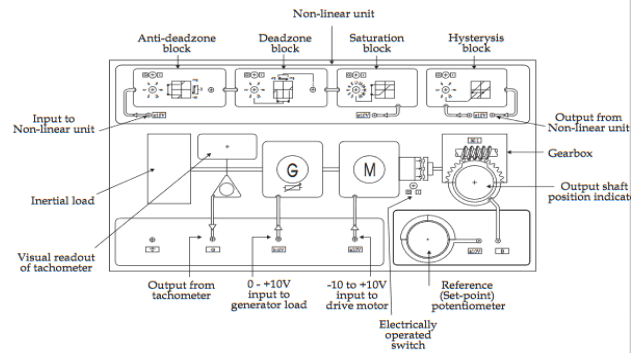 Non-linear unit
Anti-deadzone
block
Deadzone
block
Saturation
block
Hysterysis
block
Input to
Non-linear unit
Output from
Non-linear unit
Gearbox
G
M
Inertial load
Output shaft
position indicat
Visual readout
of tachometer
Output from
tachometer
0 - +10V
input to
generator load
-10 to +10V
input to
drive motor
Reference
(Set-point)
potentiometer
Electrically
operated
switch